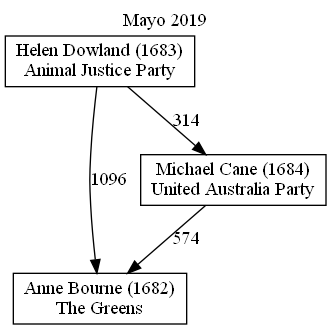 Mayo 2019
Helen Dowland (1683)
Animal Justice Party
314
Michael Cane (1684)
United Australia Party
1096
574
Anne Bourne (1682)
The Greens